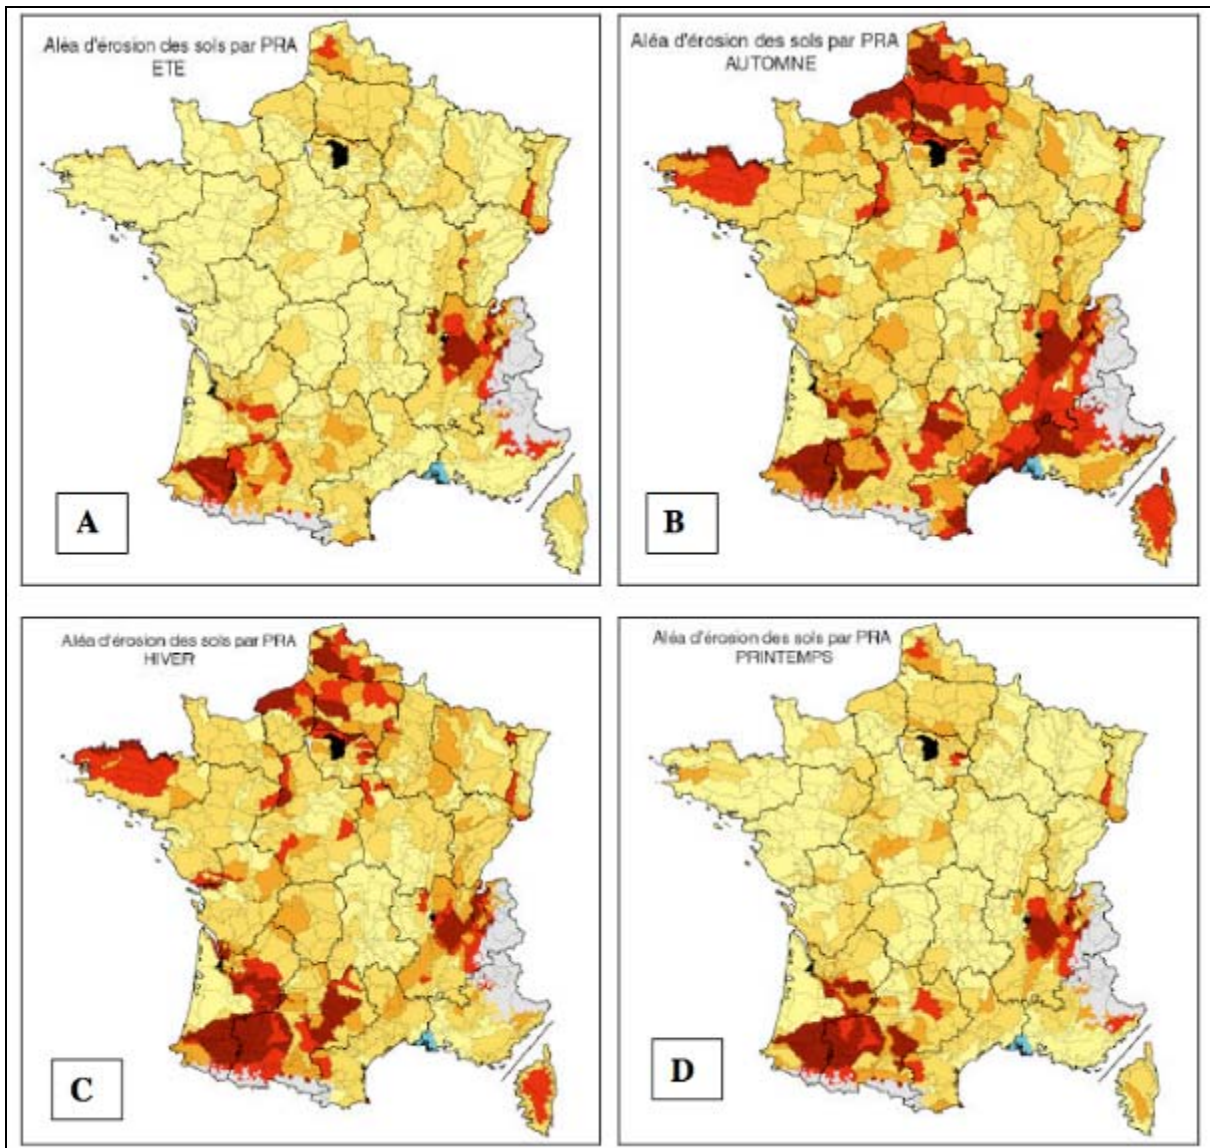 Aléa d'érosion des sols par PRA
ETE
A
Aléa d'érosion des sols par PRA
AUTOMNE
B
Aléa d'érosion des sols par PRA
HIVER
C
Aléa d'érosion des sols par PRA
PRINTEMPS
D